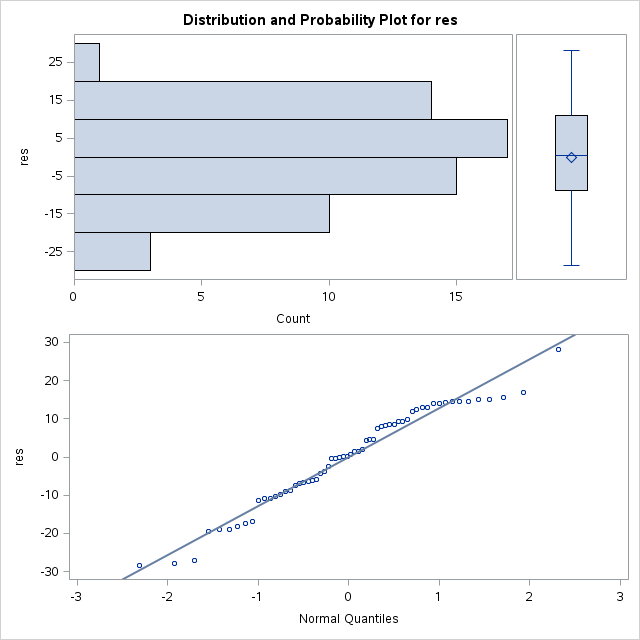 Distribution and Probability Plot for res
25
15
5
-5
-15
-25
res
0 5 10 15
Count
30
20
10
0
-10
-20
-30
res
-3 -2 -1 0 1 2 3
Normal Quantiles